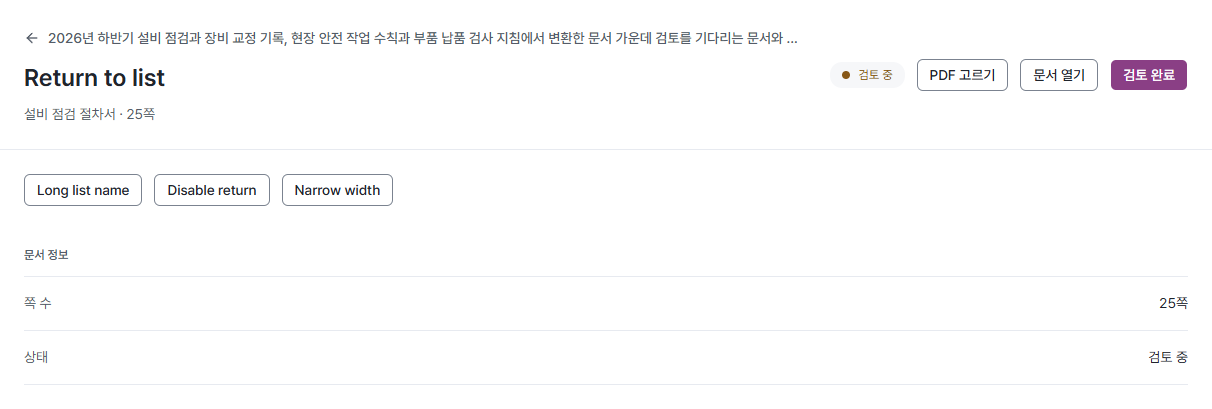 ← 2026년 하반기 설비 점검과 장비 교정 기록, 현장 안전 작업 수칙과 부품 납품 검사 지침에서 변환한 문서 가운데 검토를 기다리는 문서와 ...
Return to list
검토 중
PDF 고르기
문서 열기
검토 완료
설비 점검 절차서 · 25쪽
Long list name
Disable return
Narrow width
문서 정보
쪽 수
25쪽
상태
검토 중